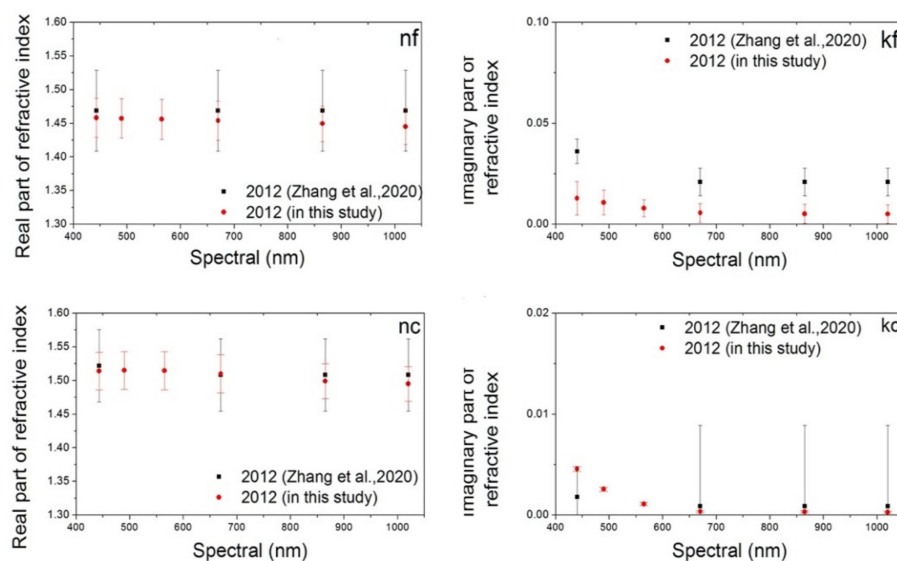 nf
1.60
1.55
1.50
1.45
1.40
1.35
1.30
Real part of refractive index
2012 (Zhang et al.,2020)
2012 (in this study)
400 500 600 700 800 900 1000
Spectral (nm)
kf
0.10
0.05
0.00
Imaginary part of
refractive index
2012 (Zhang et al.,2020)
2012 (in this study)
400 500 600 700 800 900 1000
Spectral (nm)
nc
1.60
1.55
1.50
1.45
1.40
1.35
1.30
Real part of refractive index
2012 (Zhang et al.,2020)
2012 (in this study)
400 500 600 700 800 900 1000
Spectral (nm)
kc
0.02
0.01
0.00
Imaginary part of
refractive index
2012 (Zhang et al.,2020)
2012 (in this study)
400 500 600 700 800 900 1000
Spectral (nm)